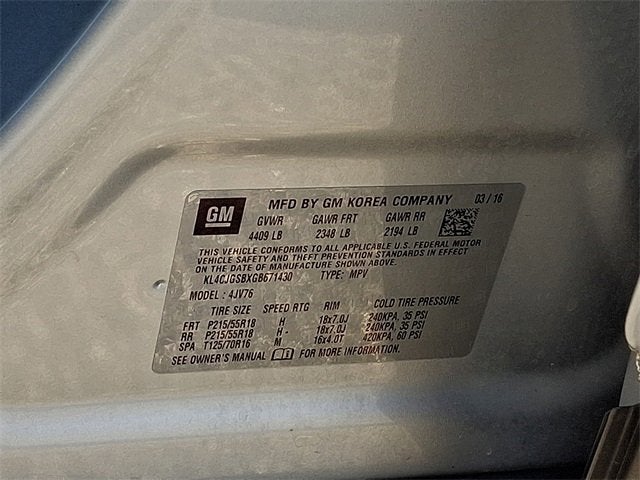 GM
MFD BY GM KOREA COMPANY 03/16
GVWR GAWR FRT GAWR RR
4409 LB 2348 LB 2194 LB
THIS VEHICLE CONFORMS TO ALL APPLICABLE U.S. FEDERAL MOTOR
VEHICLE SAFETY AND THEFT PREVENTION STANDARDS IN EFFECT
ON THE DATE OF MANUFACTURE SHOWN ABOVE.
KL4CJGSBXGB671430 TYPE: MPV
MODEL : 4JV76
TIRE SIZE SPEED RTG RIM COLD TIRE PRESSURE
FRT P215/55R18 H 18x7.0J 240KPA, 35 PSI
RR P215/55R18 H 18x7.0J 240KPA, 35 PSI
SPA T125/70R16 M 16x4.0T 420KPA, 60 PSI
SEE OWNER'S MANUAL FOR MORE INFORMATION.